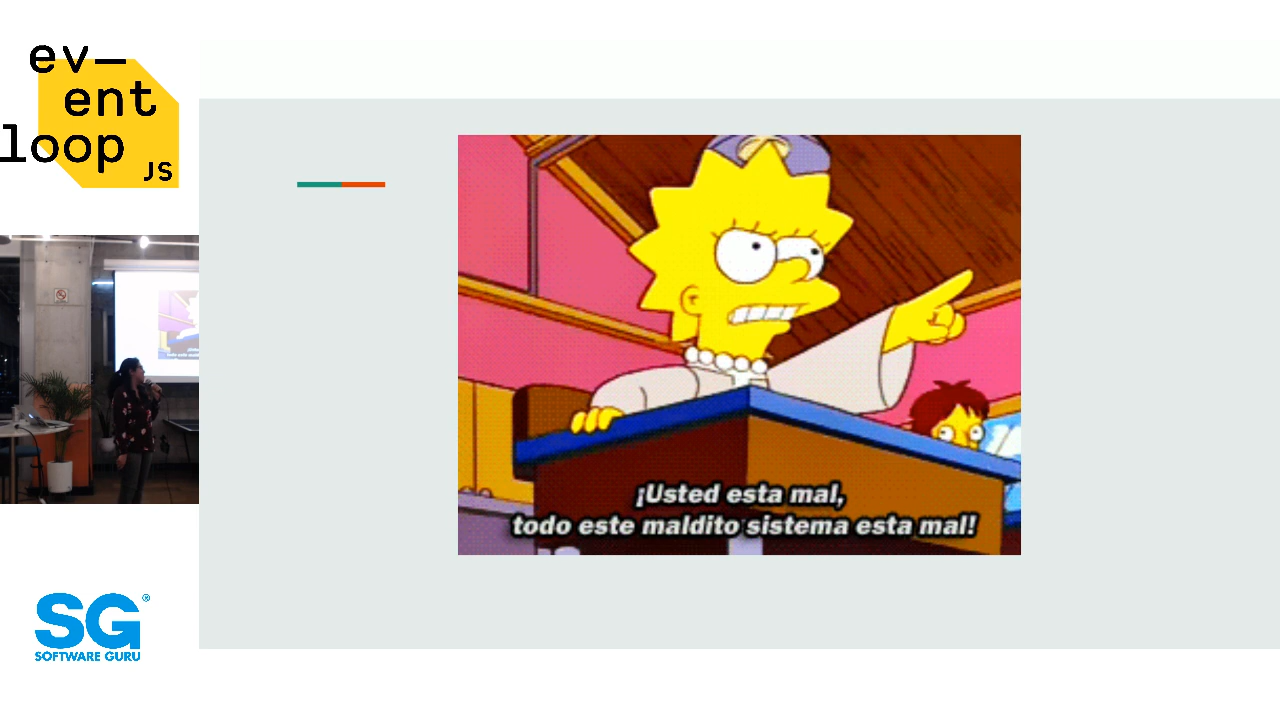 ev—
ent
loop
JS
¡Usted esta mal,
todo este maldito sistema esta mal!
SG®
SOFTWARE GURU